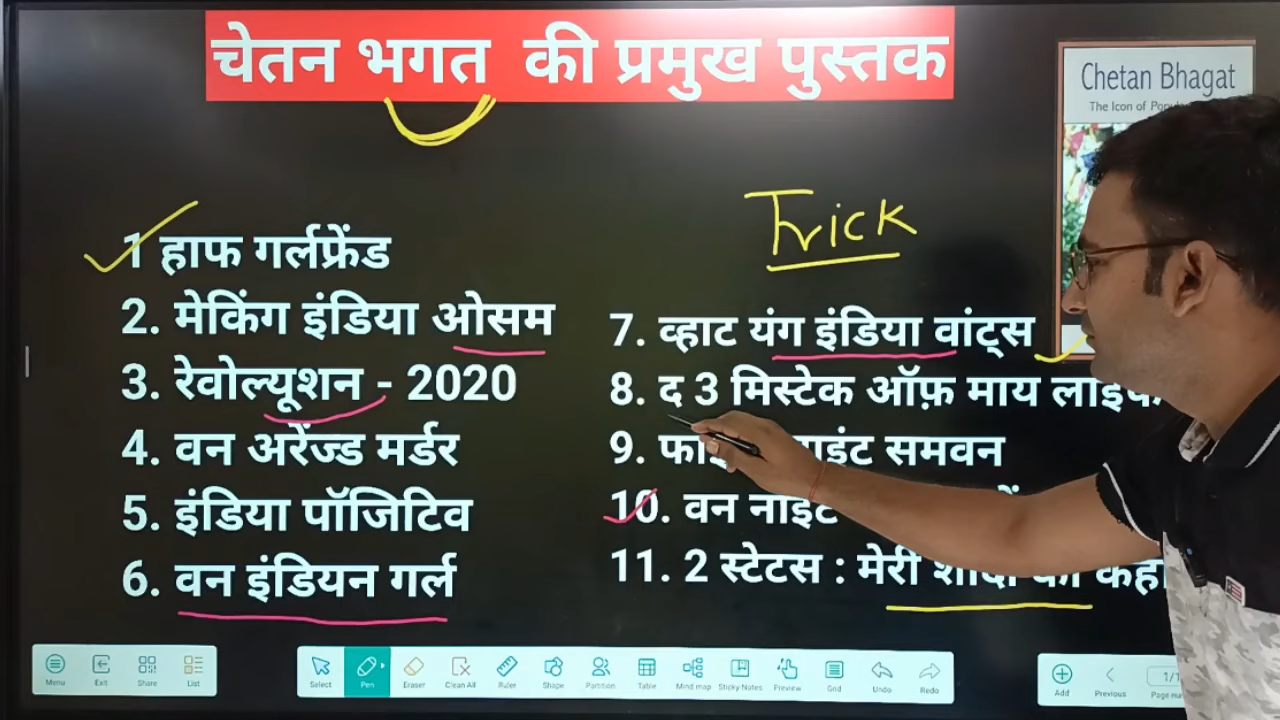 चेतन भगत की प्रमुख पुस्तक
Chetan Bhagat
The Icon of
Trick
1 हाफ गर्लफ्रेंड
2. मेकिंग इंडिया ओसम
3. रेवोल्यूशन - 2020
4. वन अरेंज्ड मर्डर
5. इंडिया पॉजिटिव
6. वन इंडियन गर्ल
7. व्हाट यंग इंडिया वांट्स
8. द 3 मिस्टेक ऑफ़ माय
9. समवन
10. वन नाइट
11. 2 स्टेटस : मेरी शादी की
Menu Exit Share List
Select Pen Eraser Clean All Ruler Shape Partition Table Mind map Sticky Notes Preview Grid Undo Redo
Add Previous Page